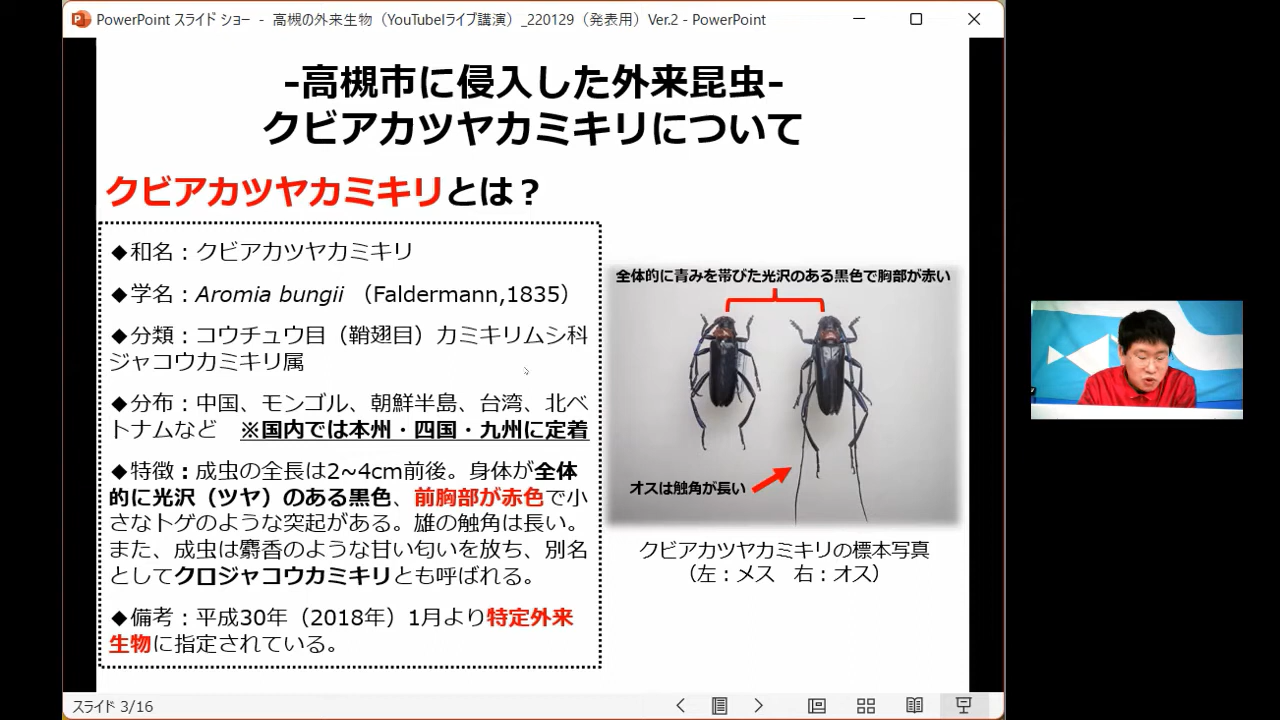 PowerPoint スライド ショー - 高槻の外来生物（YouTubeライブ講演）_220129（発表用）Ver.2 - PowerPoint
-高槻市に侵入した外来昆虫-
クビアカツヤカミキリについて
クビアカツヤカミキリとは？
◆和名：クビアカツヤカミキリ
◆学名：Aromia bungii （Faldermann,1835）
◆分類：コウチュウ目（鞘翅目）カミキリムシ科
ジャコウカミキリ属
◆分布：中国、モンゴル、朝鮮半島、台湾、北ベ
トナムなど　※国内では本州・四国・九州に定着
◆特徴：成虫の全長は2~4cm前後。身体が全体
的に光沢（ツヤ）のある黒色、前胸部が赤色で小
さなトゲのような突起がある。雄の触角は長い。
また、成虫は麝香のような甘い匂いを放ち、別名
としてクロジャコウカミキリとも呼ばれる。
◆備考：平成30年（2018年）1月より特定外来
生物に指定されている。
全体的に青みを帯びた光沢のある黒色で胸部が赤い
オスは触角が長い
クビアカツヤカミキリの標本写真
（左：メス　右：オス）
スライド 3/16